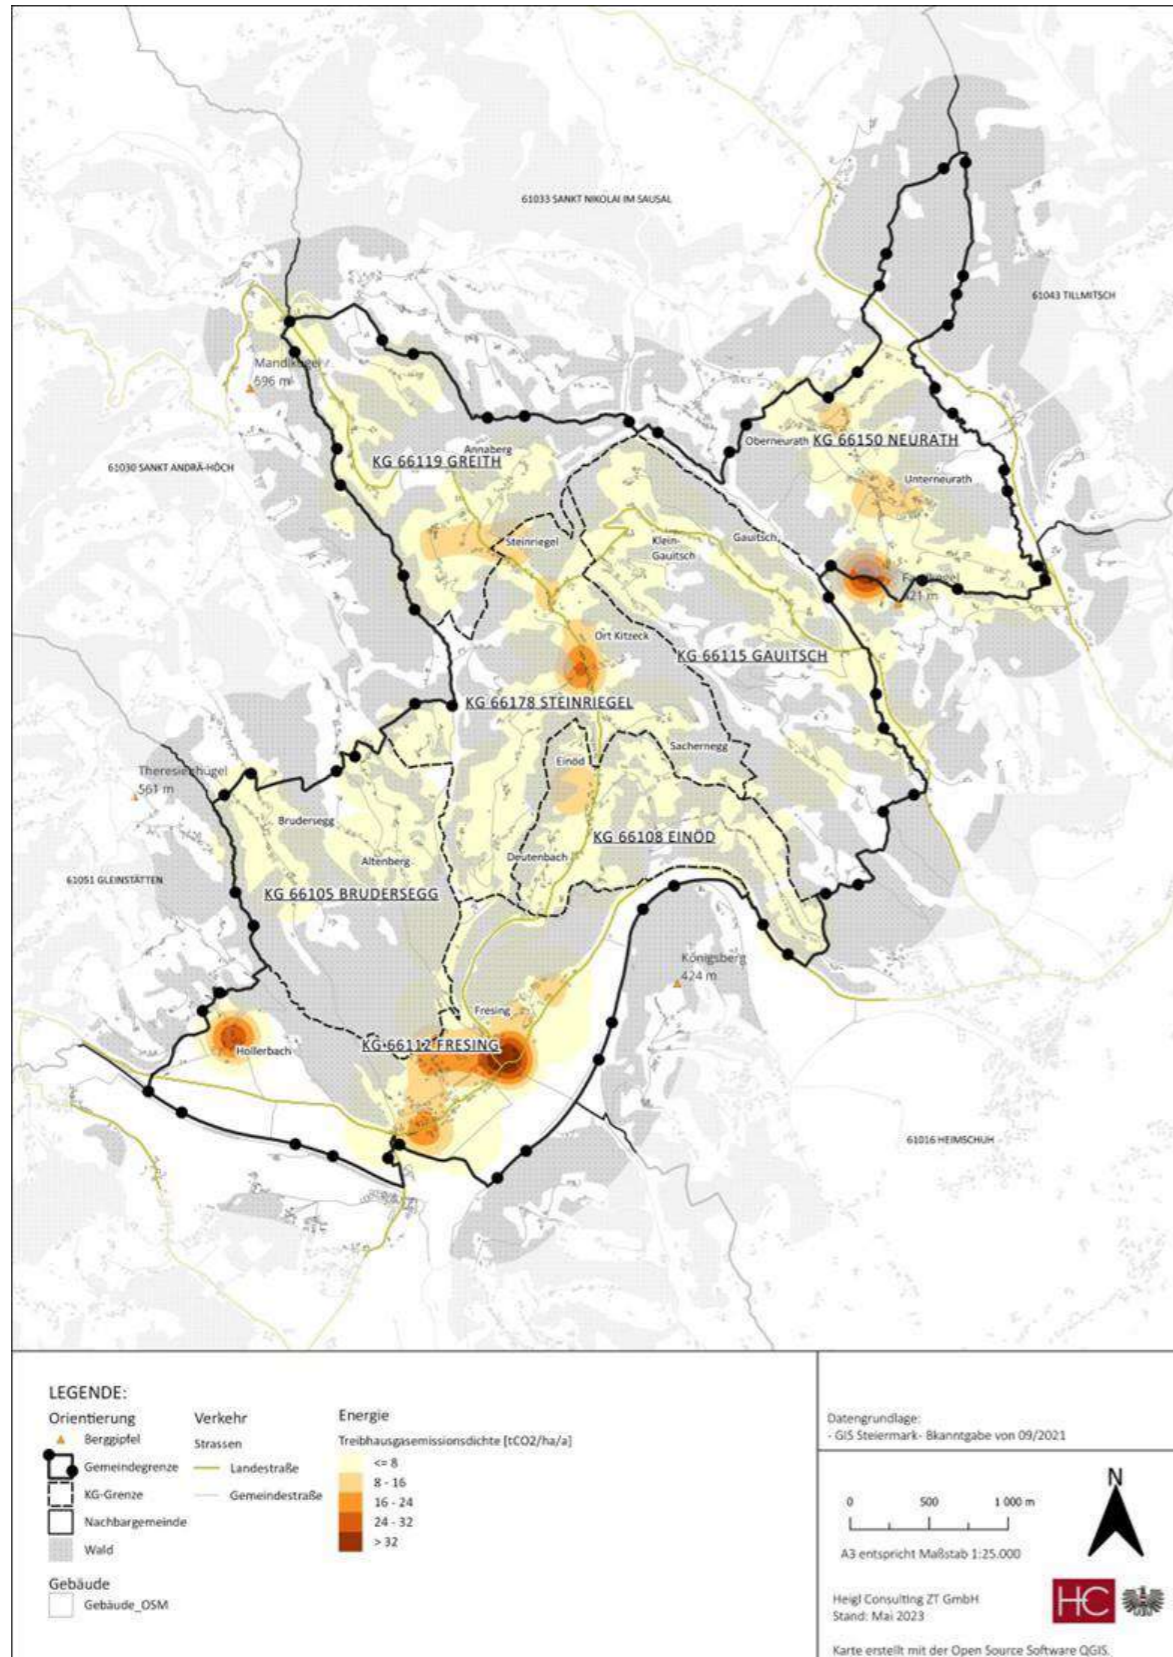 61033 SANKT NIKOLAI IM SAUSAL
61043 TILLMITSCH
Mandlkogel
596 m
Oberneurath
KG 66150 NEURATH
Annaberg
KG 66119 GREITH
61030 SANKT ANDRÄ-HÖCH
Unterneurath
Steinriegel
Klein-
Gauitsch
Gauitsch
421 m
Ort Kitzeck
KG 66115 GAUITSCH
KG 66178 STEINRIEGEL
Sachernegg
Einöd
Theresienhügel
561 m
Brudersegg
KG 66108 EINÖD
Altenberg
Deutenbach
61051 GLEINSTÄTTEN
KG 66105 BRUDERSEGG
Königsberg
424 m
Fresing
KG 66112 FRESING
Hollerbach
61016 HEIMSCHUH
LEGENDE:
Orientierung
Berggipfel
Gemeindegrenze
KG-Grenze
Nachbargemeinde
Wald
Gebäude
Gebäude_OSM
Verkehr
Strassen
Landestraße
Gemeindestraße
Energie
Treibhausgasemissionsdichte [tCO2/ha/a]
<= 8
8 - 16
16 - 24
24 - 32
> 32
Datengrundlage:
- GIS Steiermark- Bkanntgabe von 09/2021
0 500 1 000 m
N
A3 entspricht Maßstab 1:25.000
Heigl Consulting ZT GmbH
Stand: Mai 2023
HC
Karte erstellt mit der Open Source Software QGIS.